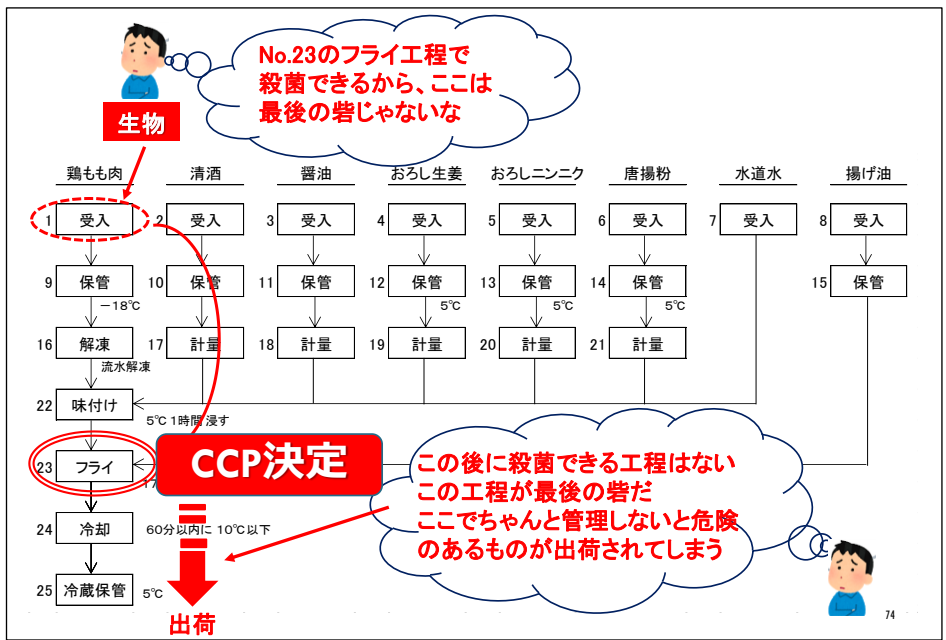 No.23のフライ工程で
殺菌できるから、ここは
最後の砦じゃないな
生物
鶏もも肉
清酒
醤油
おろし生姜
おろしニンニク
唐揚粉
水道水
揚げ油
1 受入
2 受入
3 受入
4 受入
5 受入
6 受入
7 受入
8 受入
9 保管
10 保管
11 保管
12 保管
13 保管
14 保管
15 保管
－18℃
5℃
5℃
5℃
16 解凍
17 計量
18 計量
19 計量
20 計量
21 計量
流水解凍
22 味付け
5℃ 1時間 浸す
23 フライ
CCP決定
この後に殺菌できる工程はない
この工程が最後の砦だ
ここでちゃんと管理しないと危険
のあるものが出荷されてしまう
24 冷却
60分以内に 10℃以下
25 冷蔵保管
5℃
出荷
74